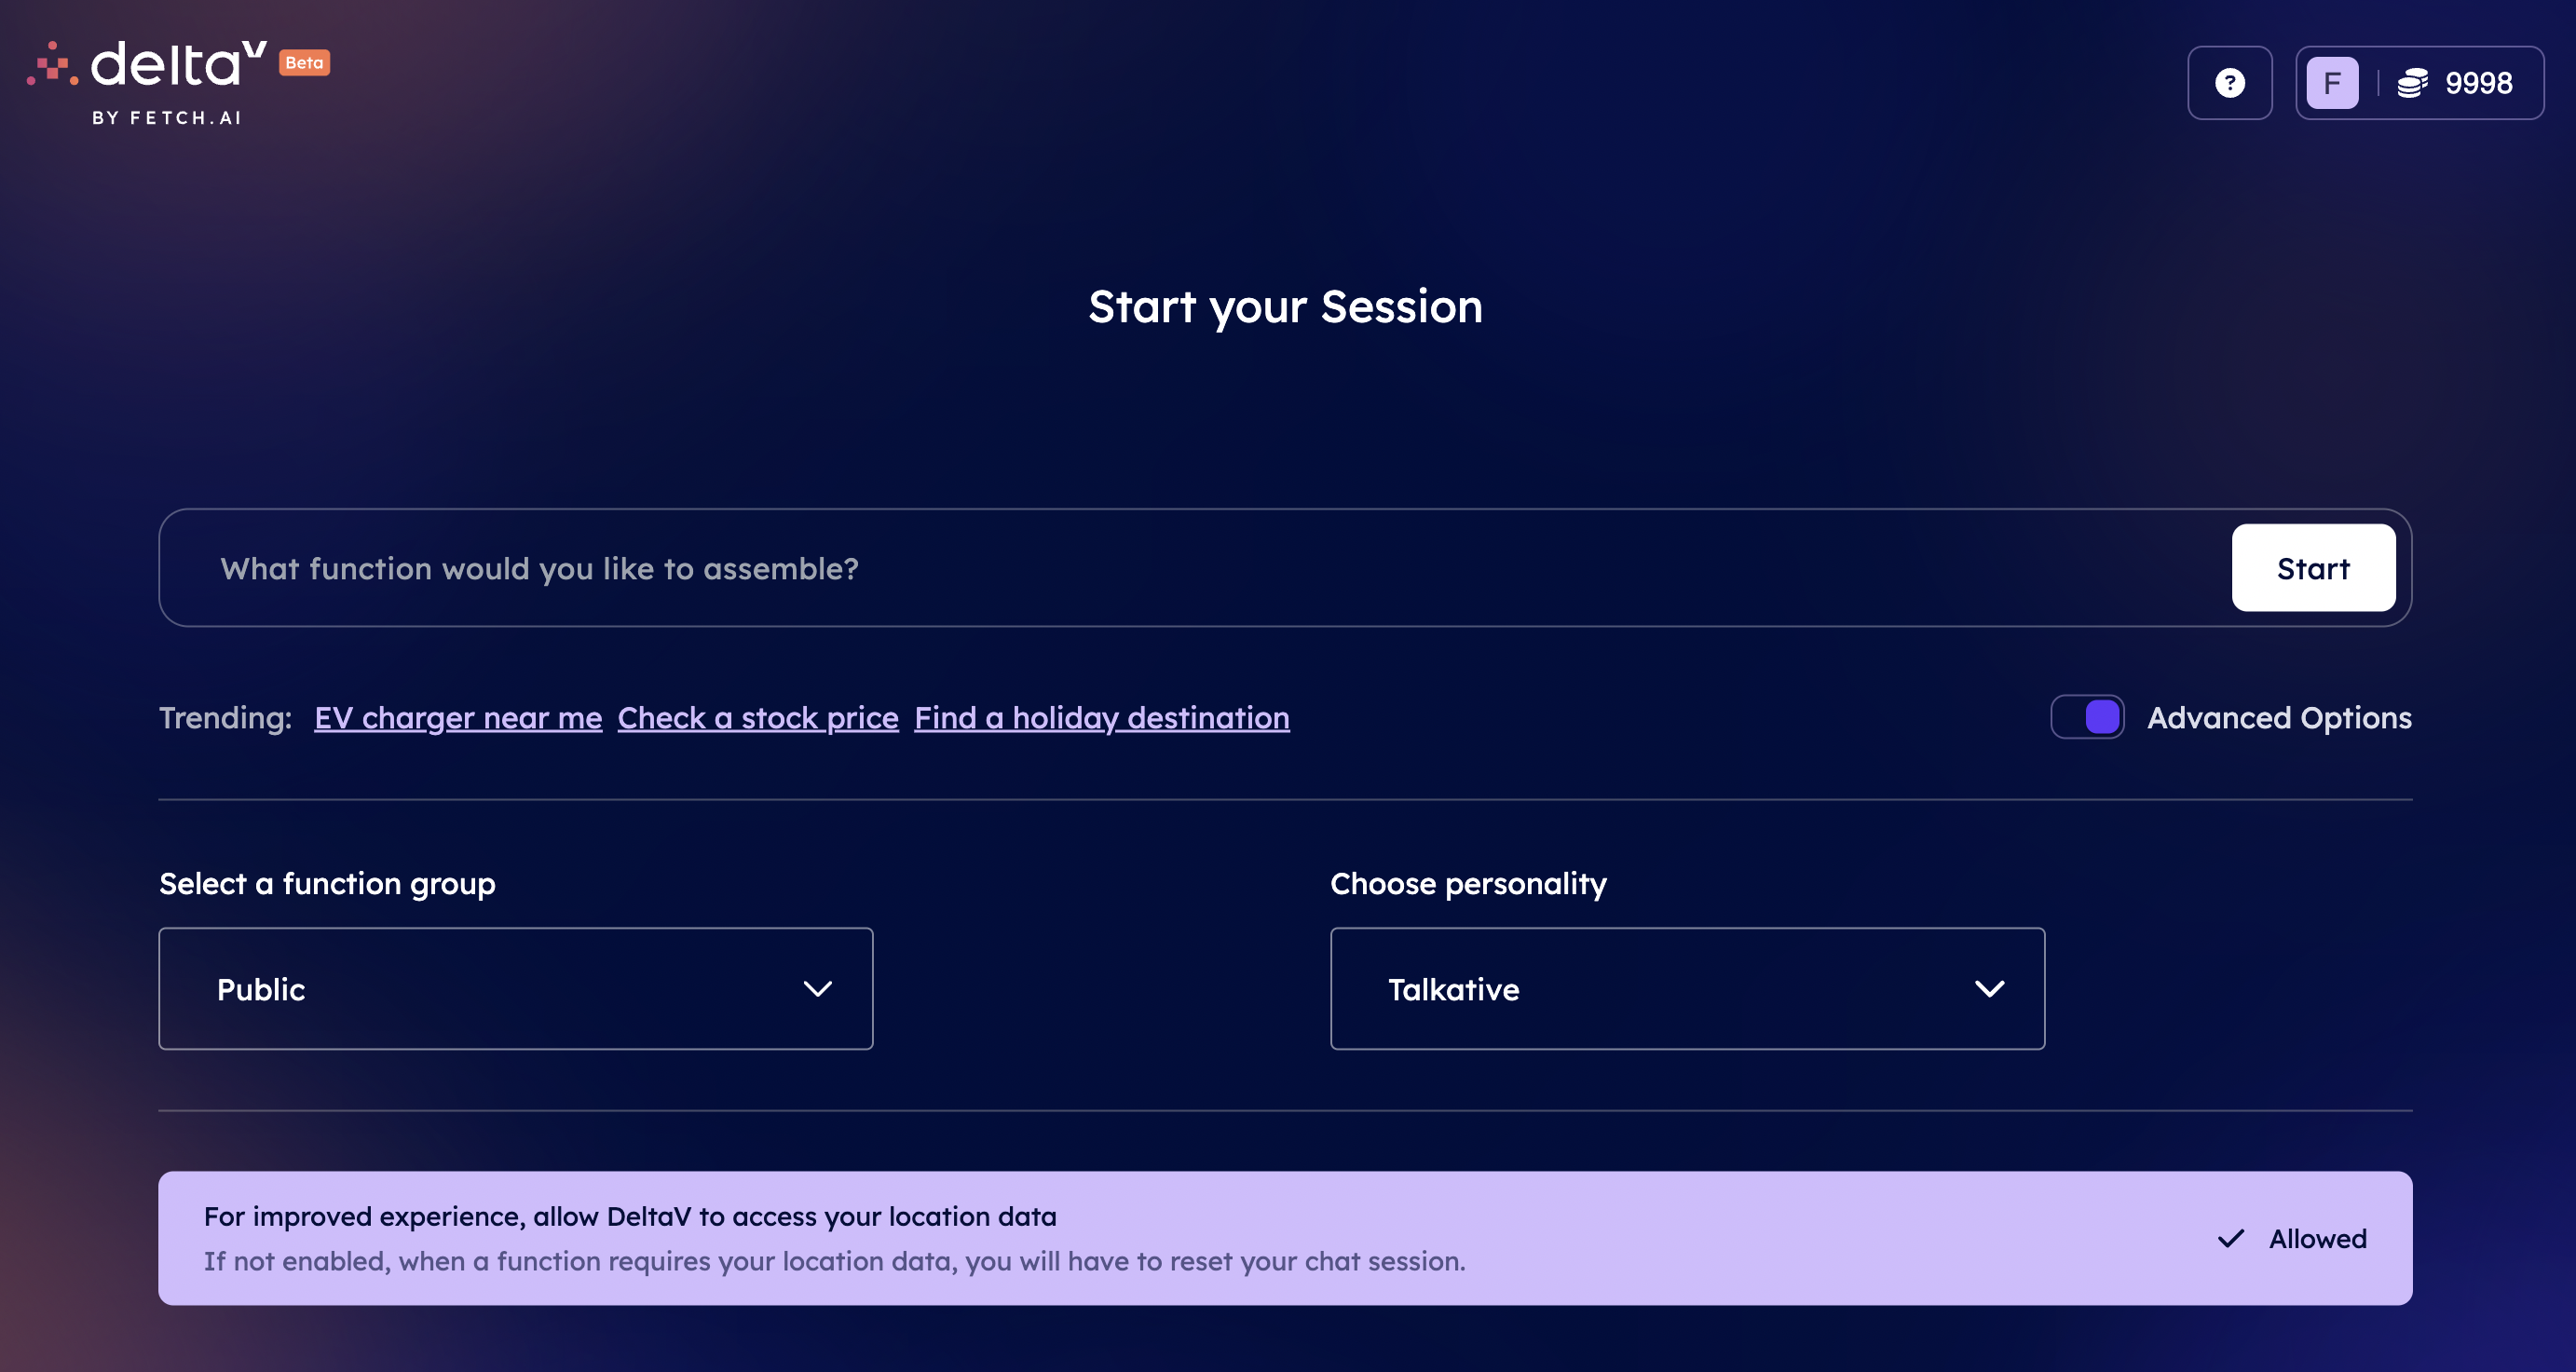 deltaV Beta
BY FETCH.AI
? F 9998
Start your Session
What function would you like to assemble? Start
Trending: EV charger near me Check a stock price Find a holiday destination Advanced Options
Select a function group Choose personality
Public Talkative
For improved experience, allow DeltaV to access your location data
If not enabled, when a function requires your location data, you will have to reset your chat session.
Allowed